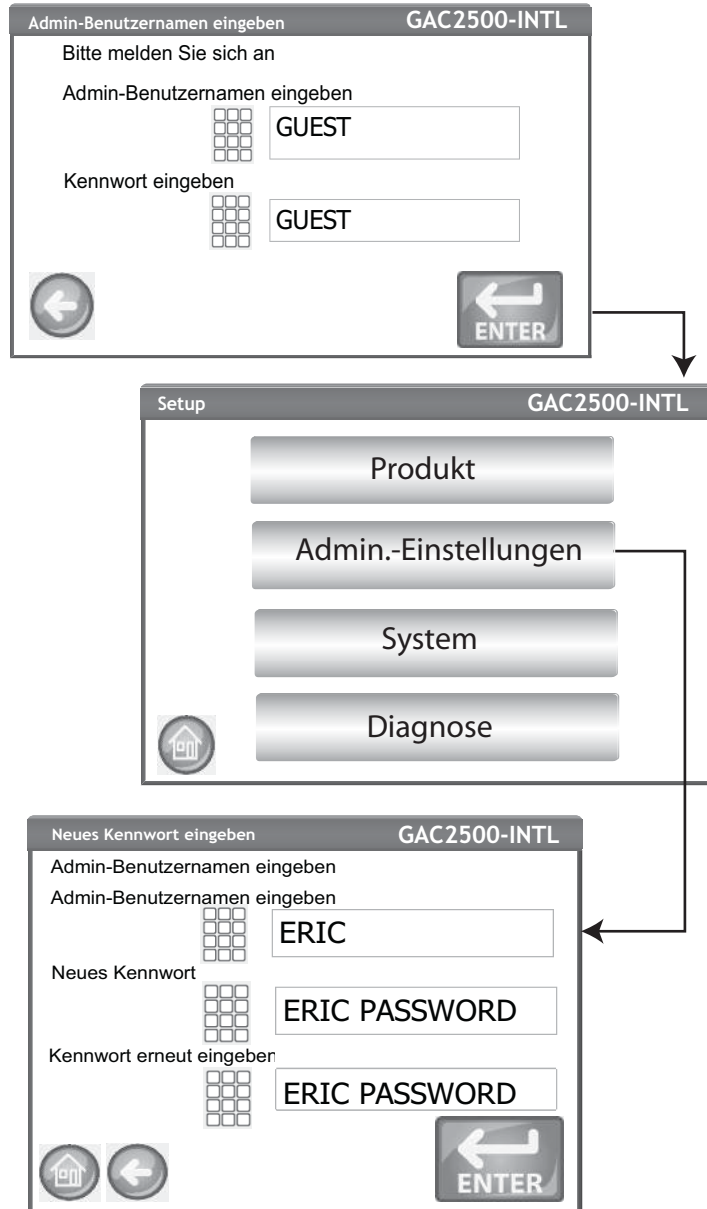 Admin-Benutzernamen eingeben GAC2500-INTL
Bitte melden Sie sich an
Admin-Benutzernamen eingeben
GUEST
Kennwort eingeben
GUEST
ENTER
Setup GAC2500-INTL
Produkt
Admin.-Einstellungen
System
Diagnose
Neues Kennwort eingeben GAC2500-INTL
Admin-Benutzernamen eingeben
Admin-Benutzernamen eingeben
ERIC
Neues Kennwort
ERIC PASSWORD
Kennwort erneut eingeben
ERIC PASSWORD
ENTER